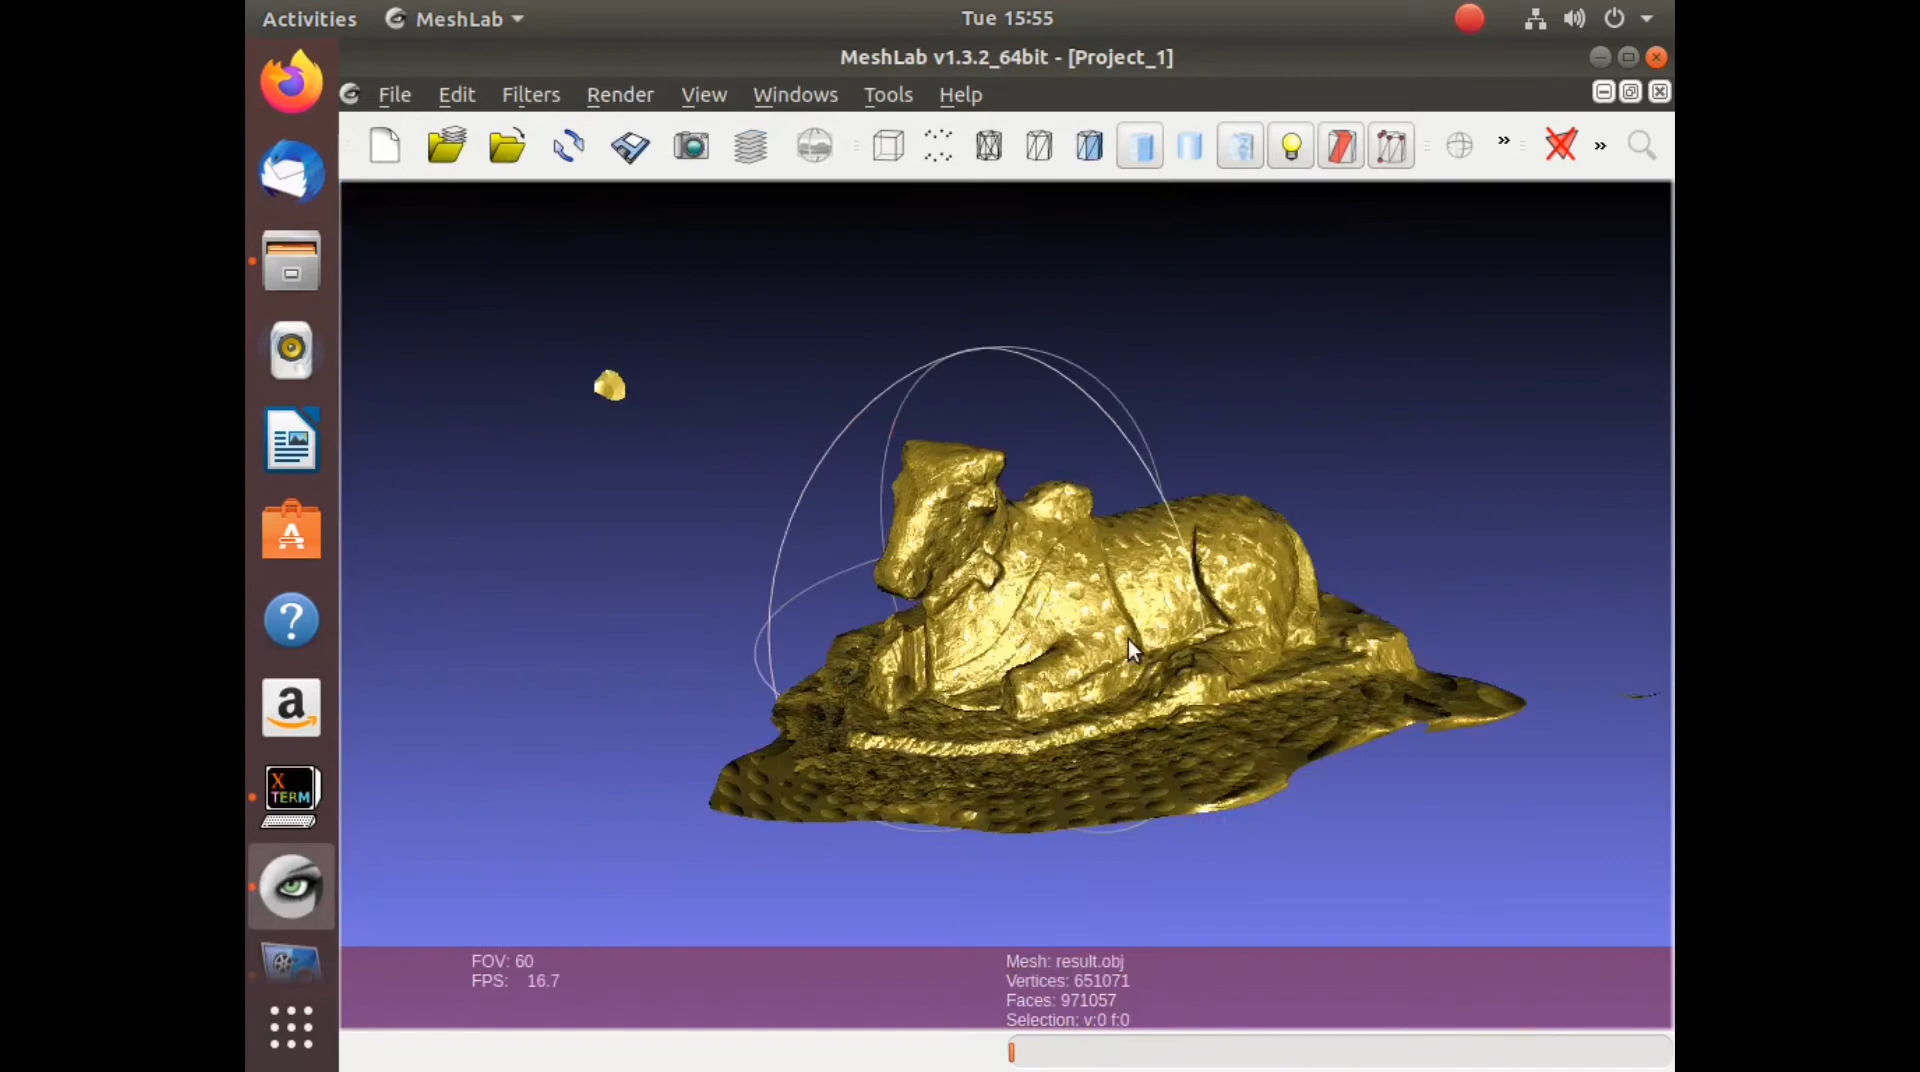 Activities MeshLab Tue 15:55
MeshLab v1.3.2_64bit - [Project_1]
File Edit Filters Render View Windows Tools Help
A
?
a
X
TERM
FOV: 60
FPS: 16.7
Mesh: result.obj
Vertices: 651071
Faces: 971057
Selection: v:0 f:0